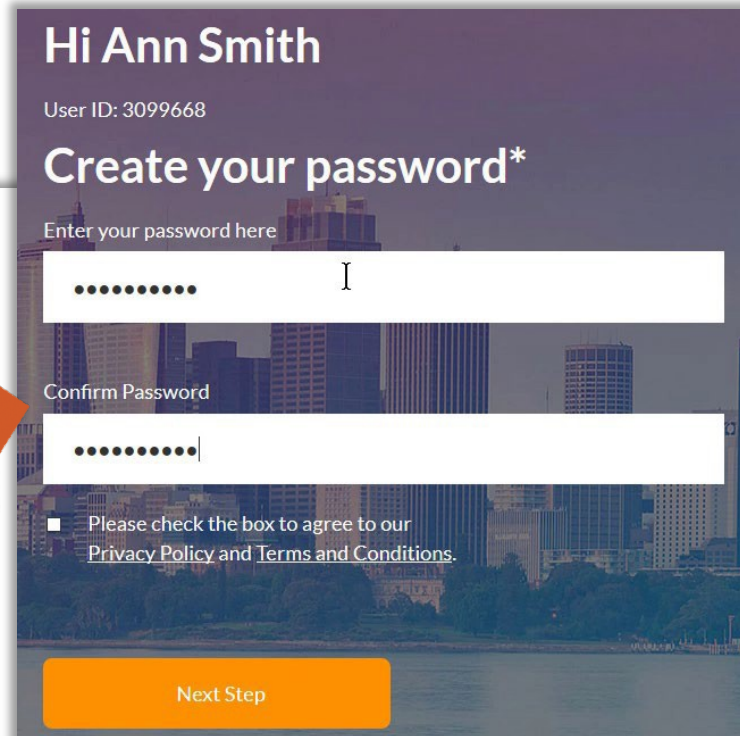 Hi Ann Smith
User ID: 3099668
Create your password*
Enter your password here
••••••••••
Confirm Password
••••••••••
Please check the box to agree to our
Privacy Policy and Terms and Conditions.
Next Step